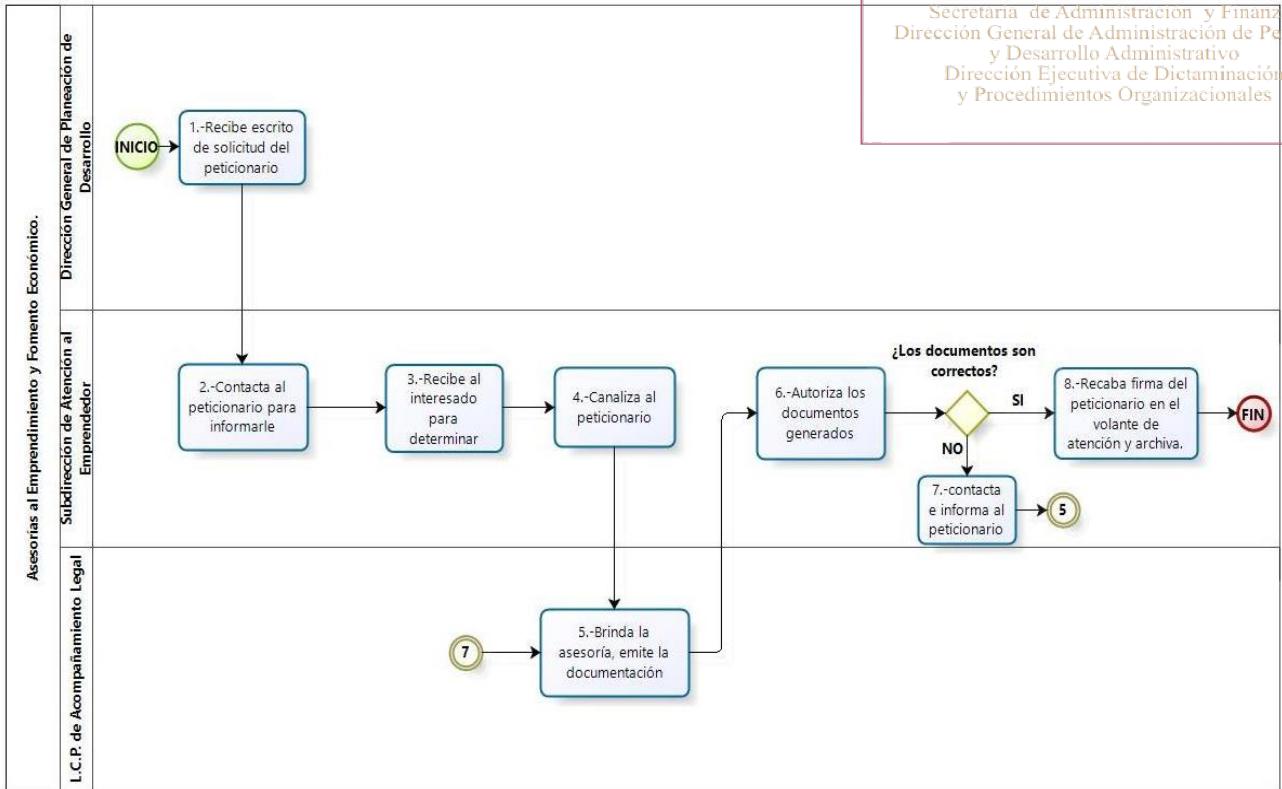 Secretaría de Administración y Finanz
Dirección General de Administración de Pe
y Desarrollo Administrativo
Dirección Ejecutiva de Dictaminación
y Procedimientos Organizacionales
Asesorías al Emprendimiento y Fomento Económico.
Dirección General de Planeación de
Desarrollo
INICIO
1.-Recibe escrito
de solicitud del
peticionario
Subdirección de Atención al
Emprendedor
2.-Contacta al
peticionario para
informarle
3.-Recibe al
interesado
para
determinar
4.-Canaliza al
peticionario
6.-Autoriza los
documentos
generados
¿Los documentos son
correctos?
SI
NO
8.-Recaba firma del
peticionario en el
volante de
atención y archiva.
FIN
7.-contacta
e informa al
peticionario
5
L.C.P. de Acompañamiento Legal
7
5.-Brinda la
asesoría, emite la
documentación